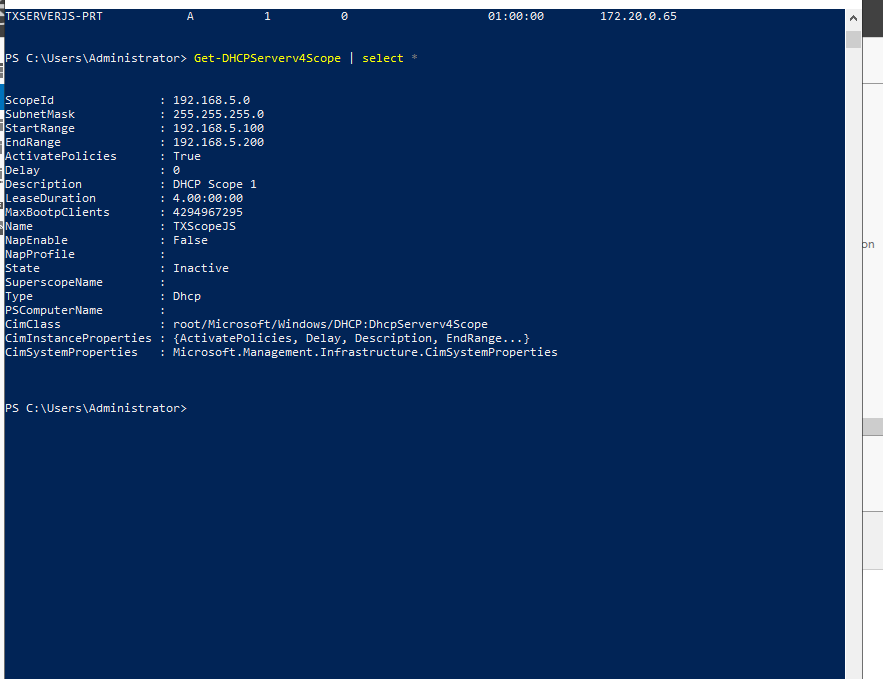 TXSERVERJS-PRT A 1 0 01:00:00 172.20.0.65
PS C:\Users\Administrator> Get-DHCPServerv4Scope | select *
ScopeId : 192.168.5.0
SubnetMask : 255.255.255.0
StartRange : 192.168.5.100
EndRange : 192.168.5.200
ActivatePolicies : True
Delay : 0
Description : DHCP Scope 1
LeaseDuration : 4.00:00:00
MaxBootpClients : 4294967295
Name : TXScopeJS
NapEnable : False
NapProfile :
State : Inactive
SuperscopeName :
Type : Dhcp
PSComputerName :
CimClass : root/Microsoft/Windows/DHCP:DhcpServerv4Scope
CimInstanceProperties : {ActivatePolicies, Delay, Description, EndRange...}
CimSystemProperties : Microsoft.Management.Infrastructure.CimSystemProperties
PS C:\Users\Administrator>
on